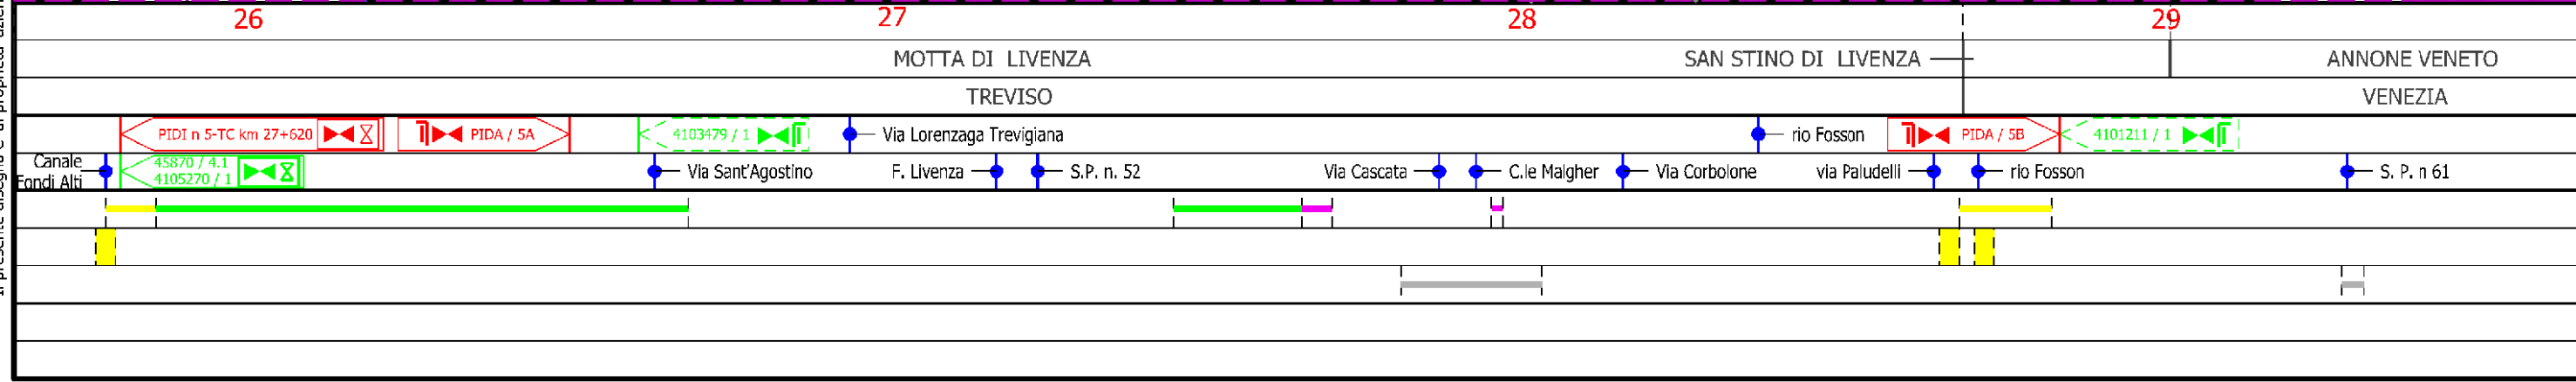 26 27 28 29
MOTTA DI LIVENZA SAN STINO DI LIVENZA ANNONE VENETO
TREVISO VENEZIA
PIDI n 5-TC km 27+620 PIDA / 5A 4103479 / 1 Via Lorenzaga Trevigiana rio Fosson PIDA / 5B 4101211 / 1
Canale
Fondi Alti
45870 / 4.1
4105270 / 1
Via Sant'Agostino F. Livenza S.P. n. 52 Via Cascata C.le Malgher Via Corbolone via Paludelli rio Fosson S. P. n 61